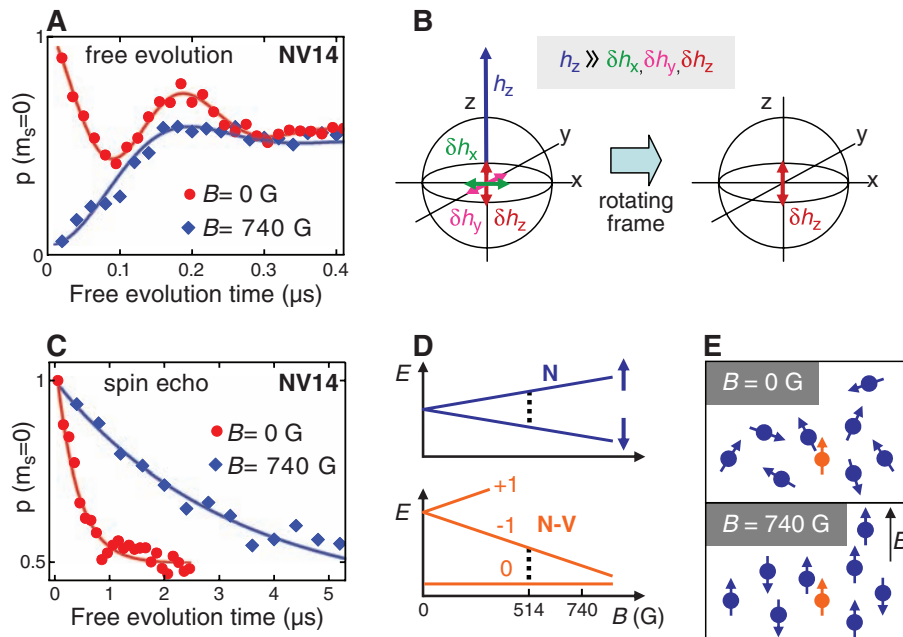 A
free evolution NV14
p (mₛ=0)
1
0
B= 0 G
B= 740 G
0 0.1 0.2 0.3 0.4
Free evolution time (µs)
B
h_z ≫ δh_x, δh_y, δh_z
h_z
z
y
x
δh_x
δh_y
δh_z
rotating
frame
z
y
x
δh_z
C
spin echo NV14
p (mₛ=0)
1
0.5
B= 0 G
B= 740 G
0 1 2 3 4 5
Free evolution time (µs)
D
E
N
E
+1
-1
0
N-V
0 514 740 B (G)
E
B = 0 G
B = 740 G
B